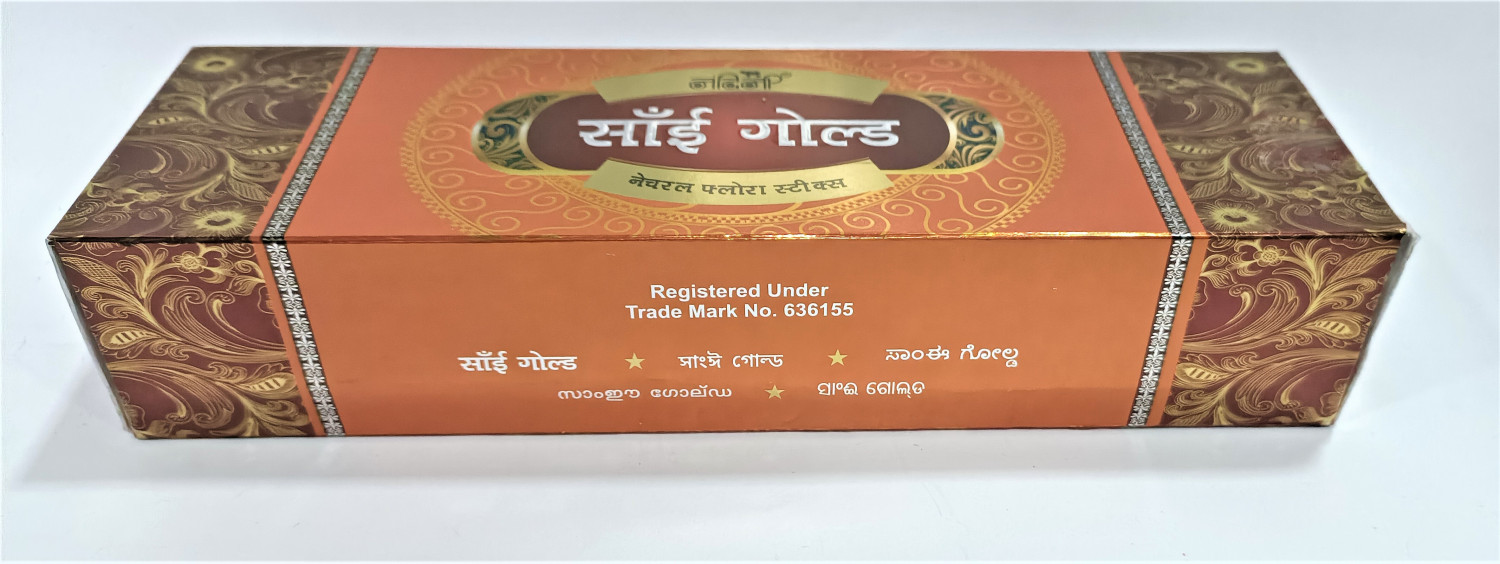 नंदिनी®
साँई गोल्ड
नेचरल फ्लोरा स्टीक्स
Registered Under
Trade Mark No. 636155
साँई गोल्ड ★ সাংঈ গোল্ড ★ ಸಾಂಈ ಗೋಲ್ಡ
സാംഈ ഗോല്ഡ ★ ସାଂଈ ଗୋଲ୍ଡ